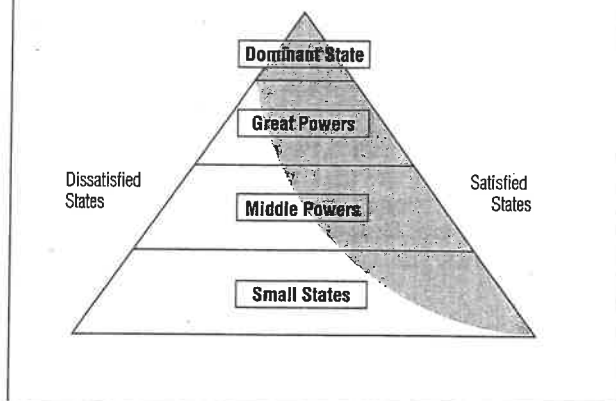 Dominant State
Great Powers
Dissatisfied
States
Satisfied
States
Middle Powers
Small States